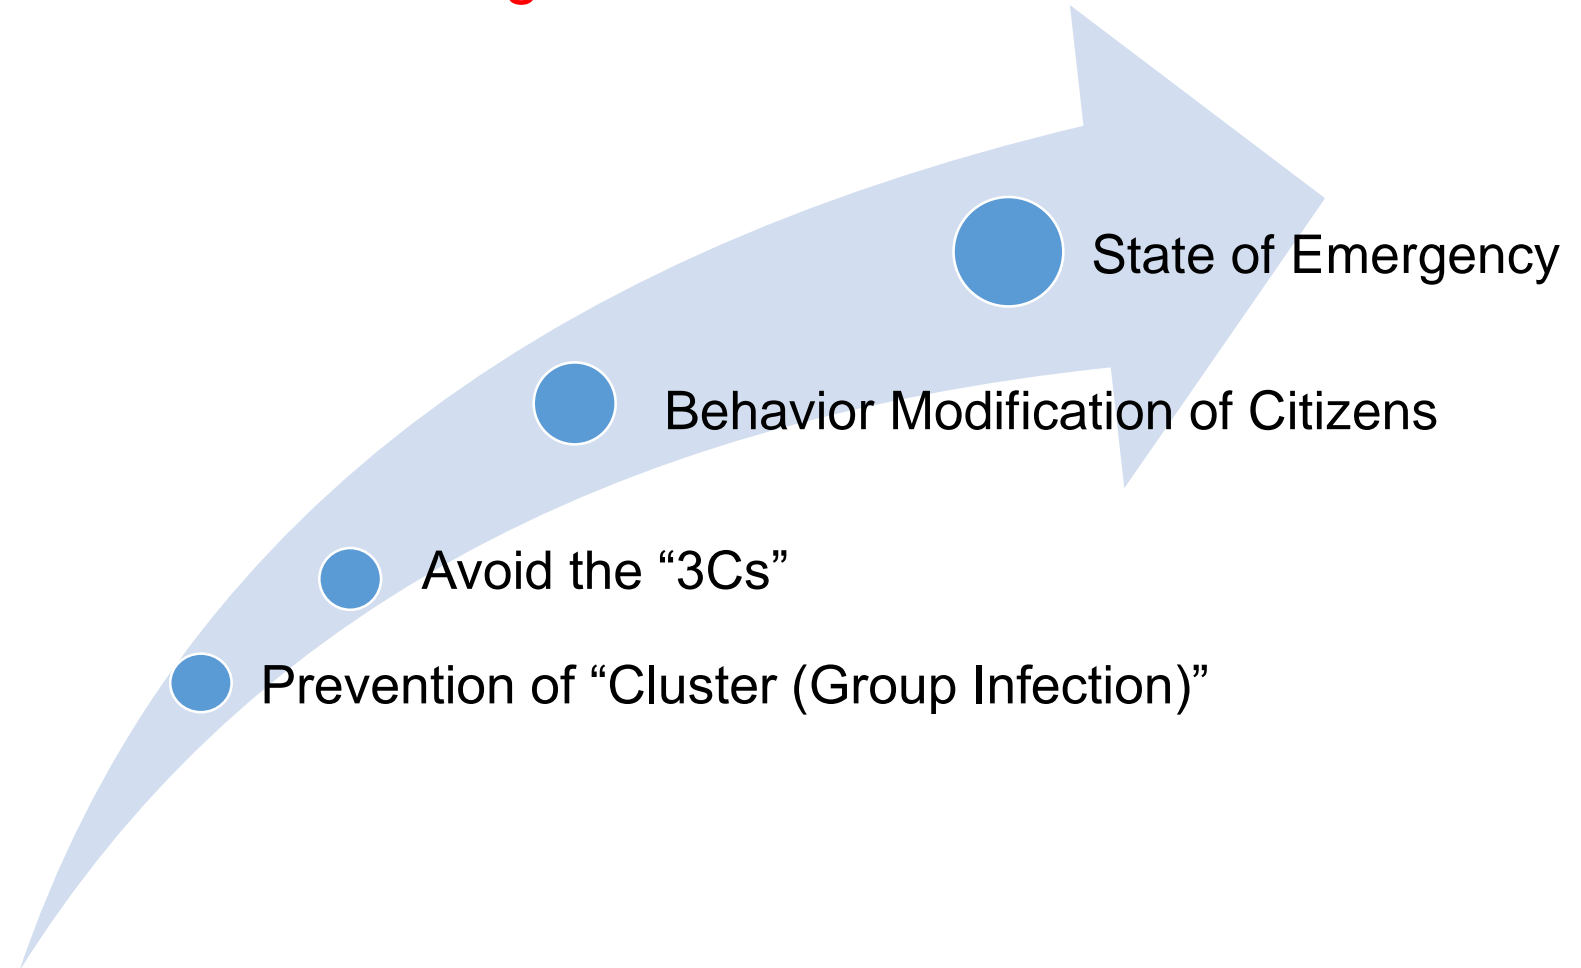 State of Emergency
Behavior Modification of Citizens
Avoid the “3Cs”
Prevention of “Cluster (Group Infection)”